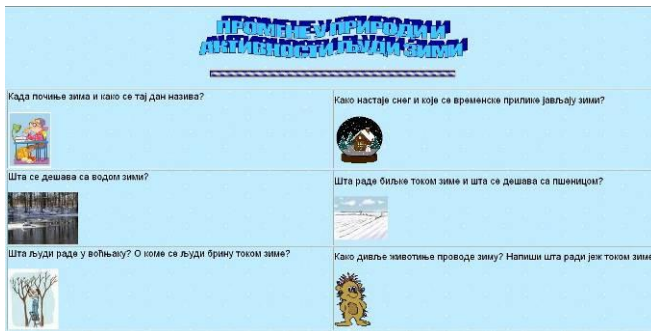 ПРОМЕНЕ У ПРИРОДИ И
АКТИВНОСТИ ЉУДИ ЗИМИ
Када почиње зима и како се тај дан назива?
Како настаје снег и које се временске прилике јављају зими?
Шта се дешава са водом зими?
Шта раде биљке током зиме и шта се дешава са пшеницом?
Шта људи раде у воћњаку? О коме се људи брину током зиме?
Како дивље животиње проводе зиму? Напиши шта ради јеж током зиме